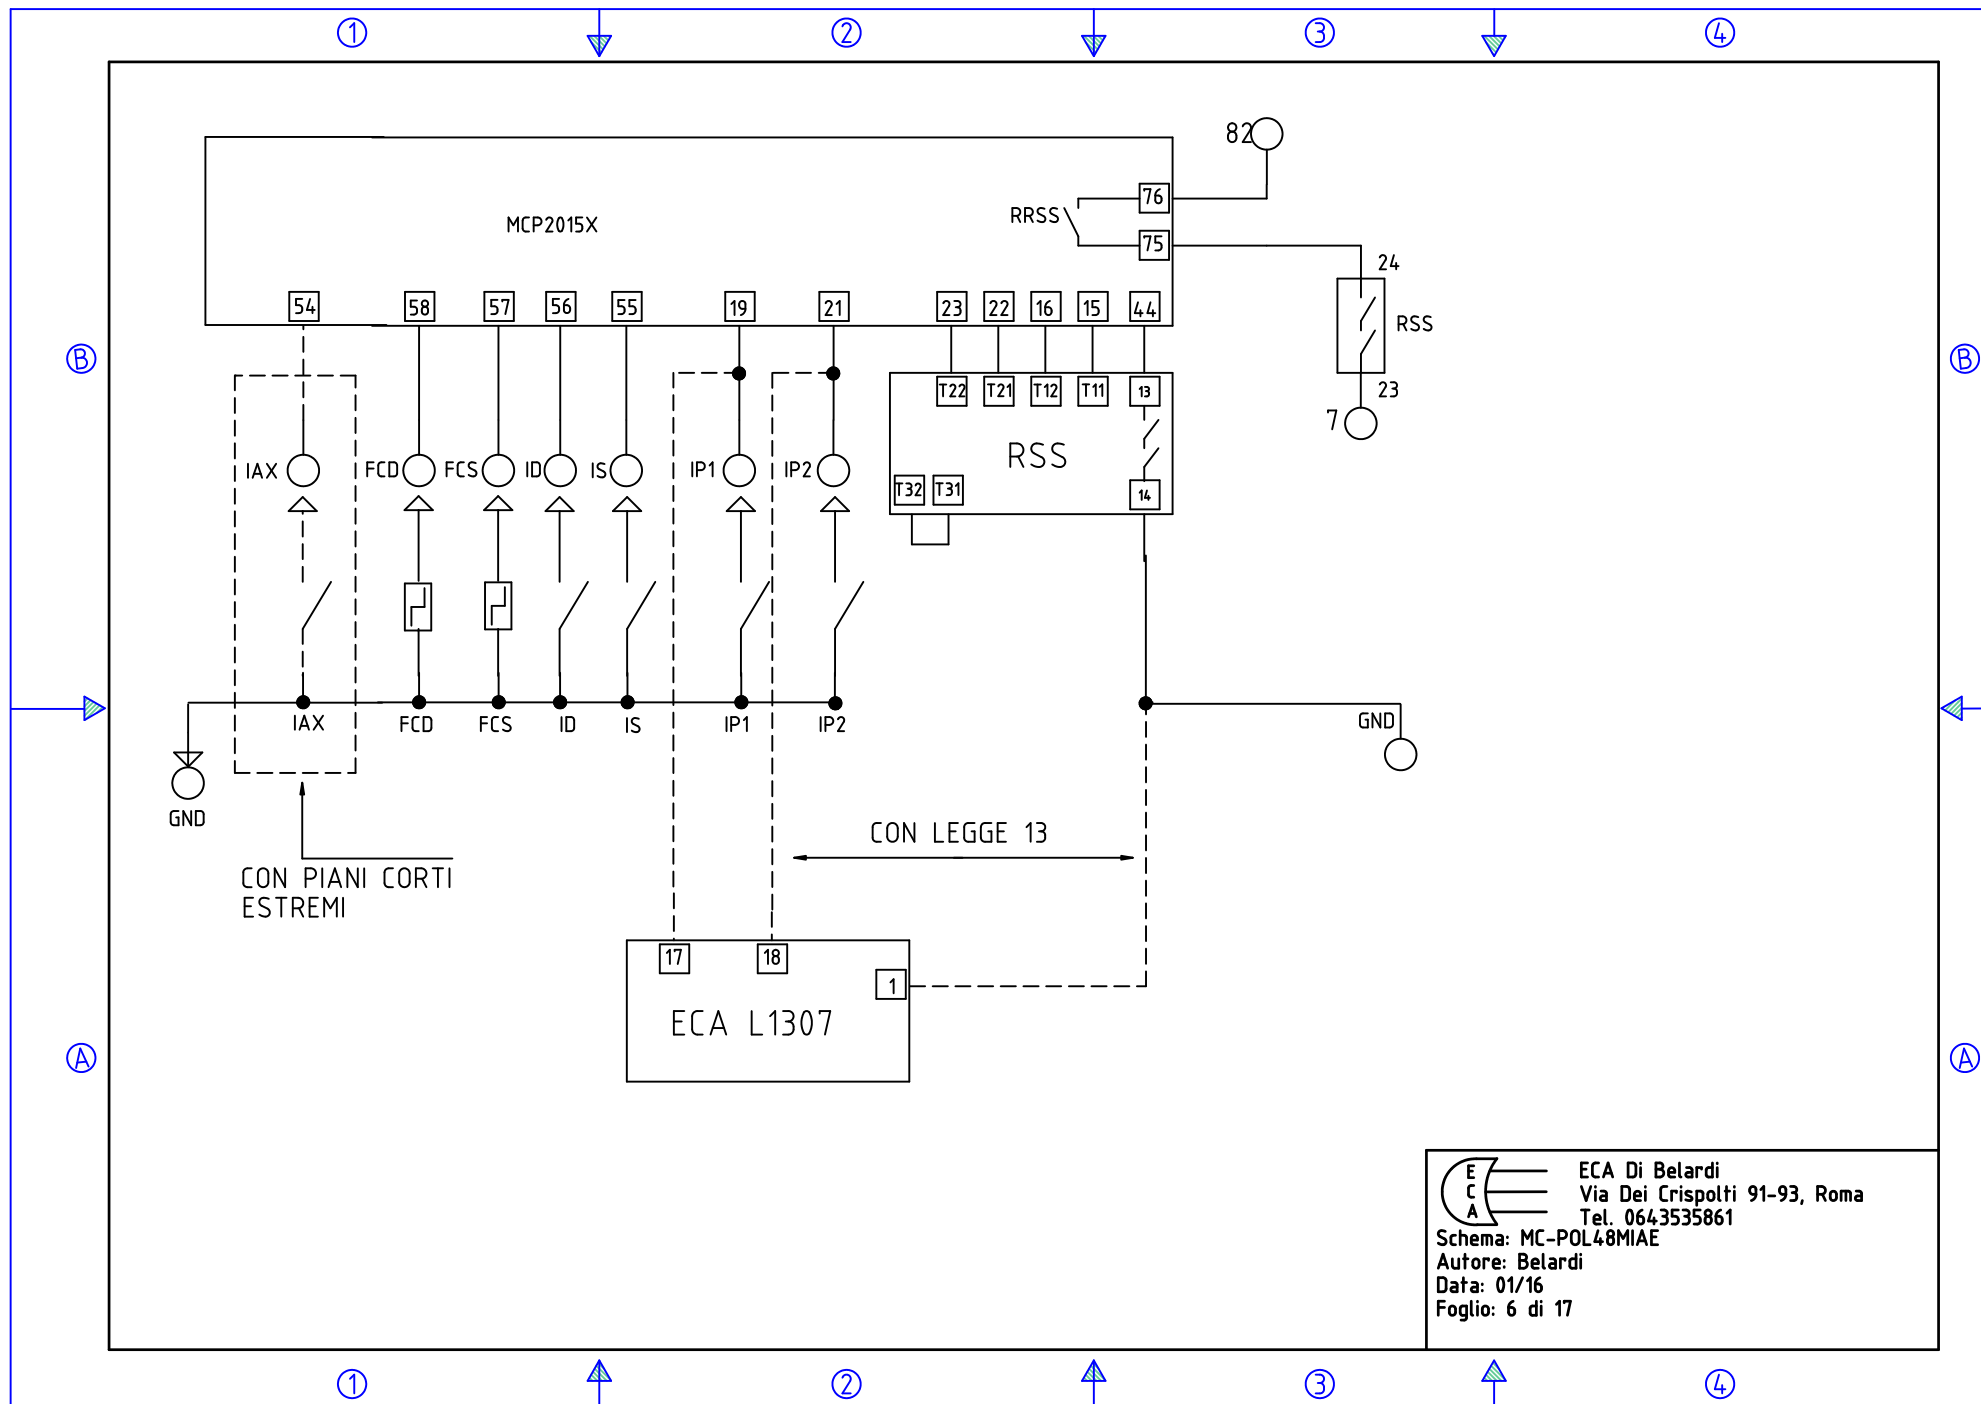 1 2 3 4
82
76
RRSS
MCP2015X
75
24
54 58 57 56 55 19 21 23 22 16 15 44
RSS
B B
T22 T21 T12 T11 13
23
7
RSS
IAX FCD FCS ID IS IP1 IP2
T32 T31 14
IAX FCD FCS ID IS IP1 IP2
GND
GND
CON LEGGE 13
CON PIANI CORTI
ESTREMI
17 18
1
ECA L1307
A A
E
C
A
ECA Di Belardi
Via Dei Crispolti 91-93, Roma
Tel. 0643535861
Schema: MC-POL48MIAE
Autore: Belardi
Data: 01/16
Foglio: 6 di 17
1 2 3 4